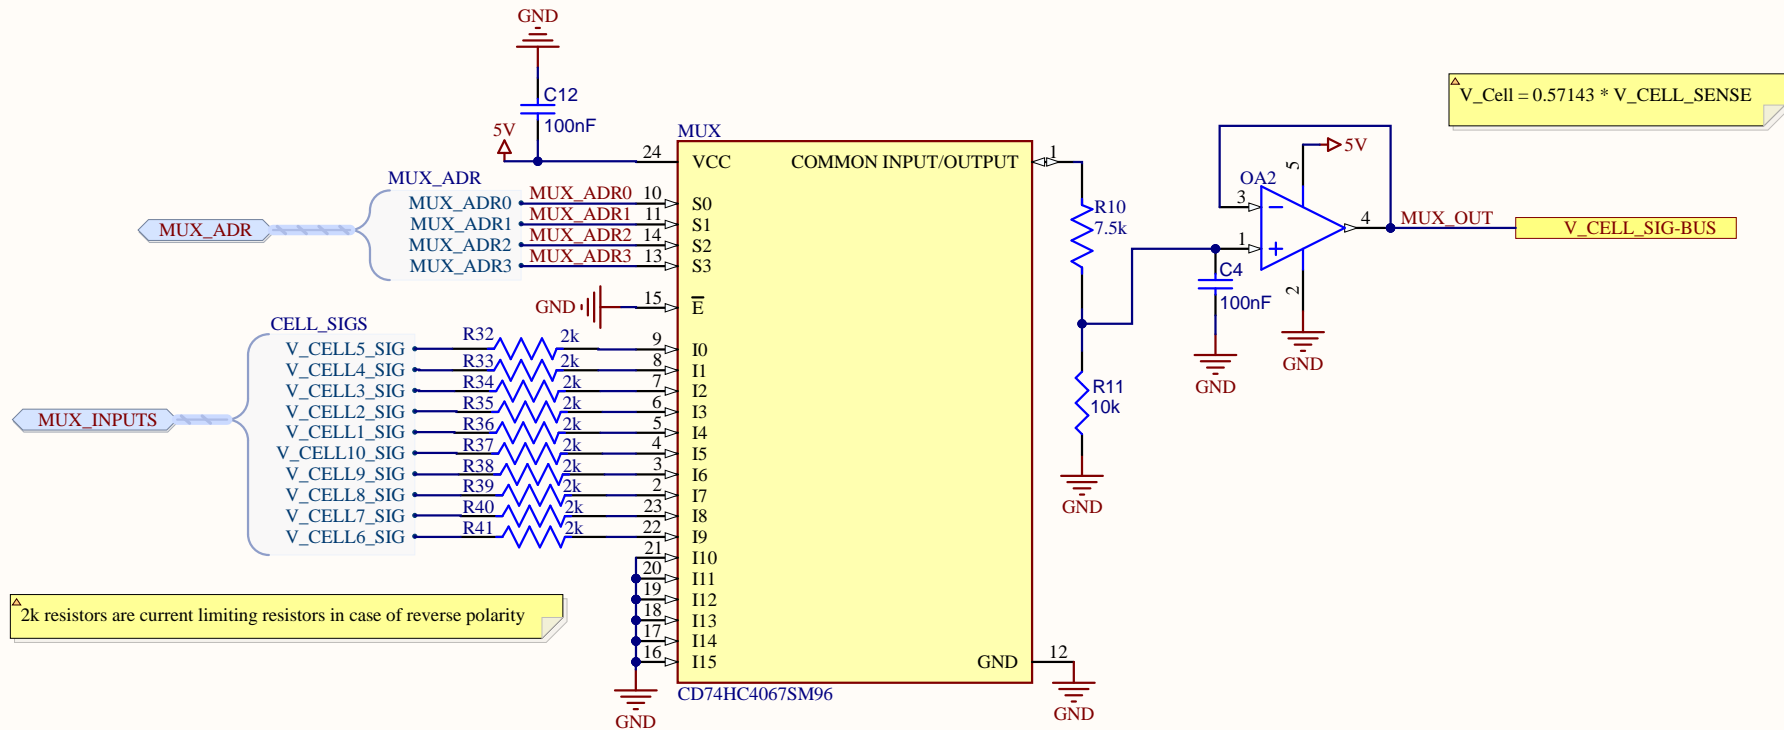 GND
C12
100nF
5V
MUX
24 VCC
COMMON INPUT/OUTPUT 1
MUX_ADR
MUX_ADR
MUX_ADR0 MUX_ADR0 10 S0
MUX_ADR1 MUX_ADR1 11 S1
MUX_ADR2 MUX_ADR2 14 S2
MUX_ADR3 MUX_ADR3 13 S3
GND 15 E
CELL_SIGS
MUX_INPUTS
V_CELL5_SIG R32 2k 9 I0
V_CELL4_SIG R33 2k 8 I1
V_CELL3_SIG R34 2k 7 I2
V_CELL2_SIG R35 2k 6 I3
V_CELL1_SIG R36 2k 5 I4
V_CELL10_SIG R37 2k 4 I5
V_CELL9_SIG R38 2k 3 I6
V_CELL8_SIG R39 2k 2 I7
V_CELL7_SIG R40 2k 23 I8
V_CELL6_SIG R41 2k 22 I9
21 I10
20 I11
19 I12
18 I13
17 I14
16 I15
GND
GND 12
GND
CD74HC4067SM96
2k resistors are current limiting resistors in case of reverse polarity
R10
7.5k
R11
10k
GND
C4
100nF
GND
OA2
5
5V
3
1
4
2
GND
MUX_OUT
V_CELL_SIG-BUS
V_Cell = 0.57143 * V_CELL_SENSE